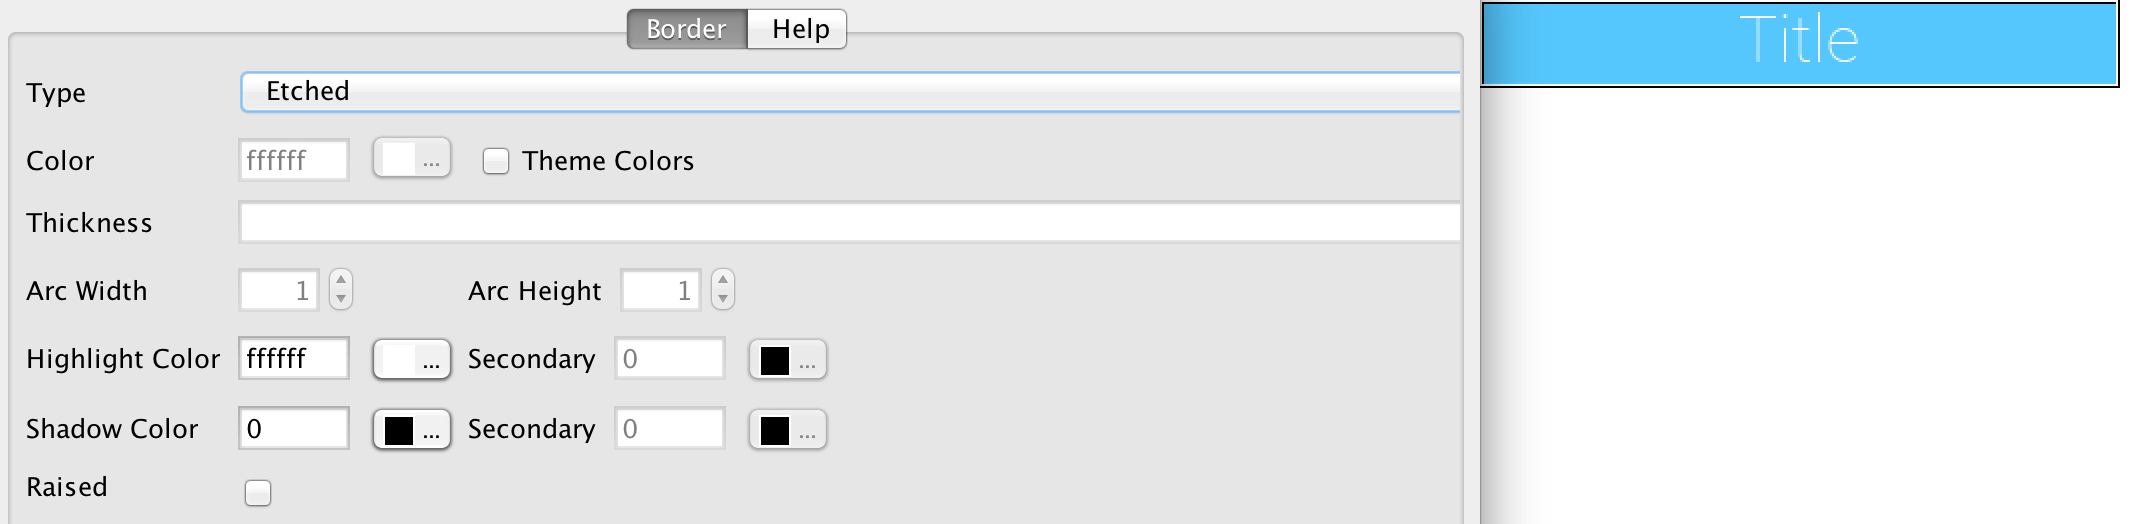 Border Help Title
Type Etched
Color ffffff ... Theme Colors
Thickness
Arc Width 1 Arc Height 1
Highlight Color ffffff ... Secondary 0 ...
Shadow Color 0 ... Secondary 0 ...
Raised